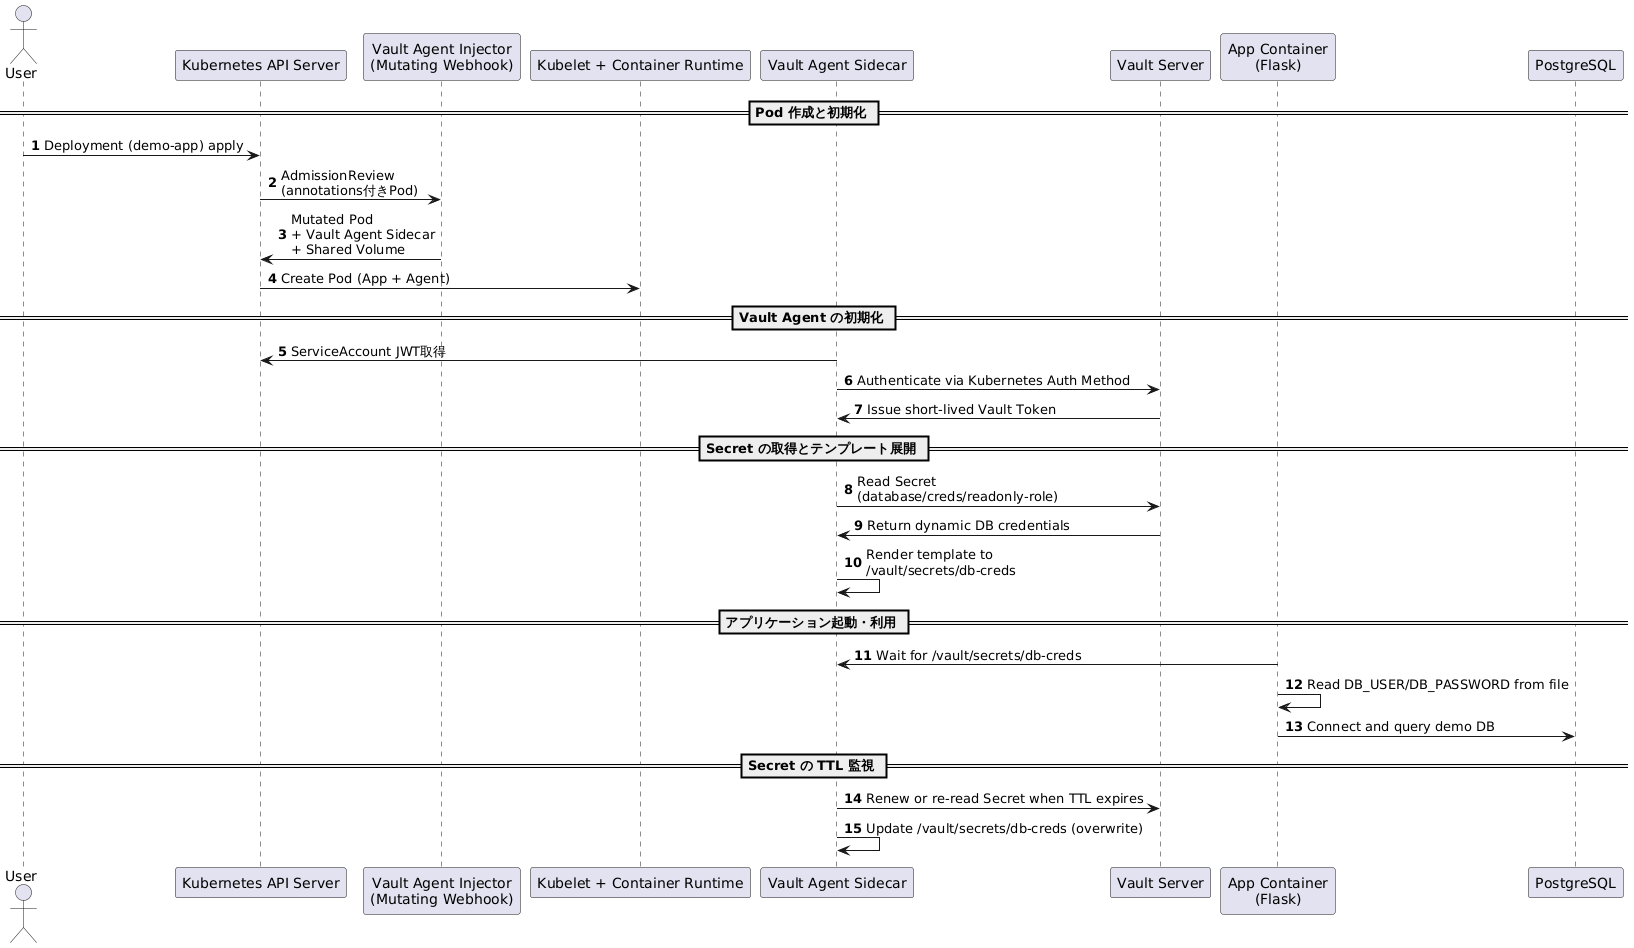 User
Kubernetes API Server
Vault Agent Injector
(Mutating Webhook)
Kubelet + Container Runtime
Vault Agent Sidecar
Vault Server
App Container
(Flask)
PostgreSQL
Pod 作成と初期化
1 Deployment (demo-app) apply
2 AdmissionReview
(annotations付きPod)
Mutated Pod
3 + Vault Agent Sidecar
+ Shared Volume
4 Create Pod (App + Agent)
Vault Agent の初期化
5 ServiceAccount JWT取得
6 Authenticate via Kubernetes Auth Method
7 Issue short-lived Vault Token
Secret の取得とテンプレート展開
8 Read Secret
(database/creds/readonly-role)
9 Return dynamic DB credentials
10 Render template to
/vault/secrets/db-creds
アプリケーション起動・利用
11 Wait for /vault/secrets/db-creds
12 Read DB_USER/DB_PASSWORD from file
13 Connect and query demo DB
Secret の TTL 監視
14 Renew or re-read Secret when TTL expires
15 Update /vault/secrets/db-creds (overwrite)
User
Kubernetes API Server
Vault Agent Injector
(Mutating Webhook)
Kubelet + Container Runtime
Vault Agent Sidecar
Vault Server
App Container
(Flask)
PostgreSQL